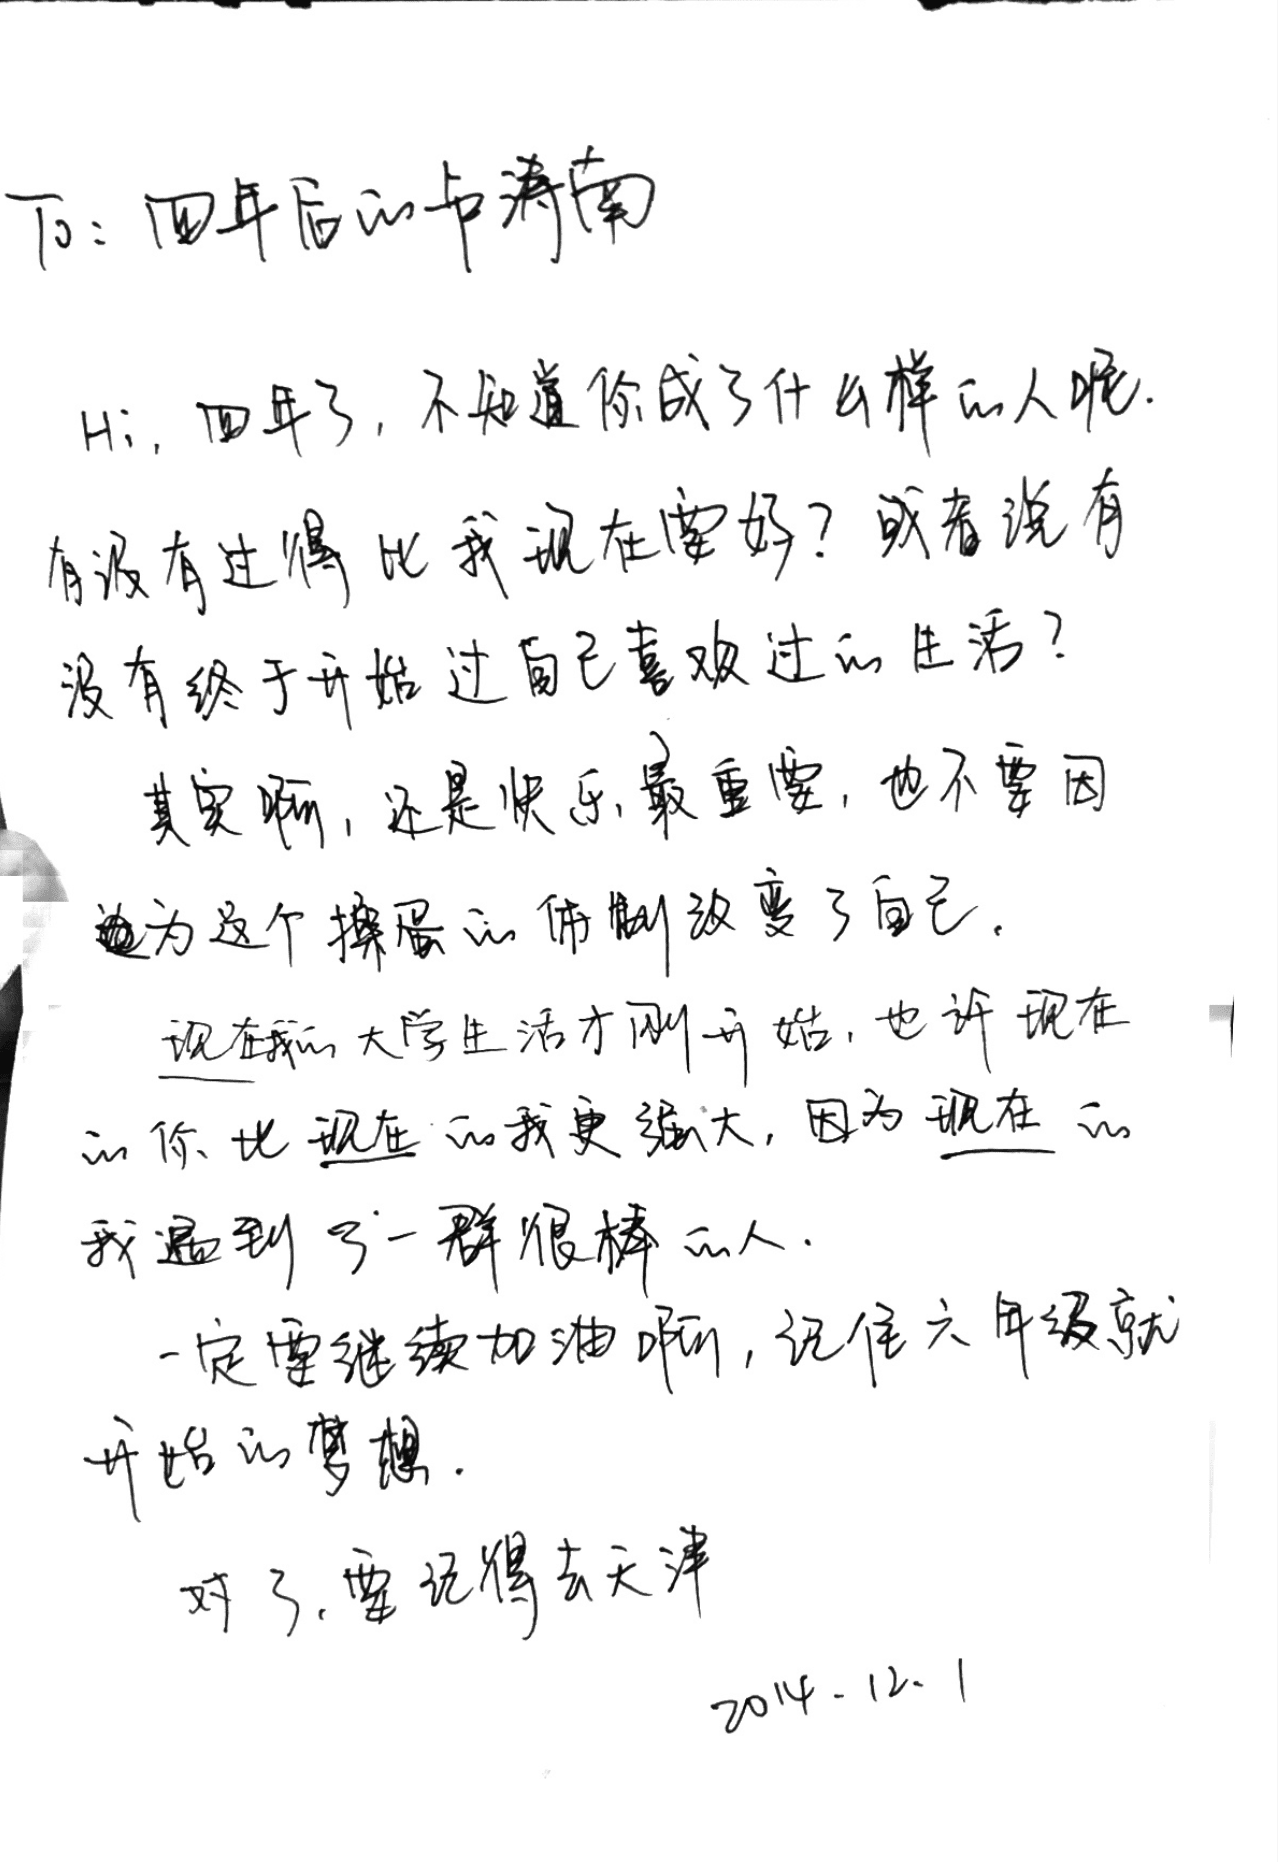 To: 四年后的卢涛南
Hi, 四年了, 不知道你成了什么样的人呢.
有没有过得比我现在要好? 或者说有
没有终于开始过自己喜欢过的生活?
其实啊, 还是快乐最重要, 也不要因
为这个操蛋的体制改变了自己.
现在我的大学生活才刚开始, 也许现在
的你比现在的我更强大, 因为现在的
我遇到了一群很棒的人.
一定要继续加油啊, 记住六年级就
开始的梦想.
对了, 要记得去天津
2014.12.1